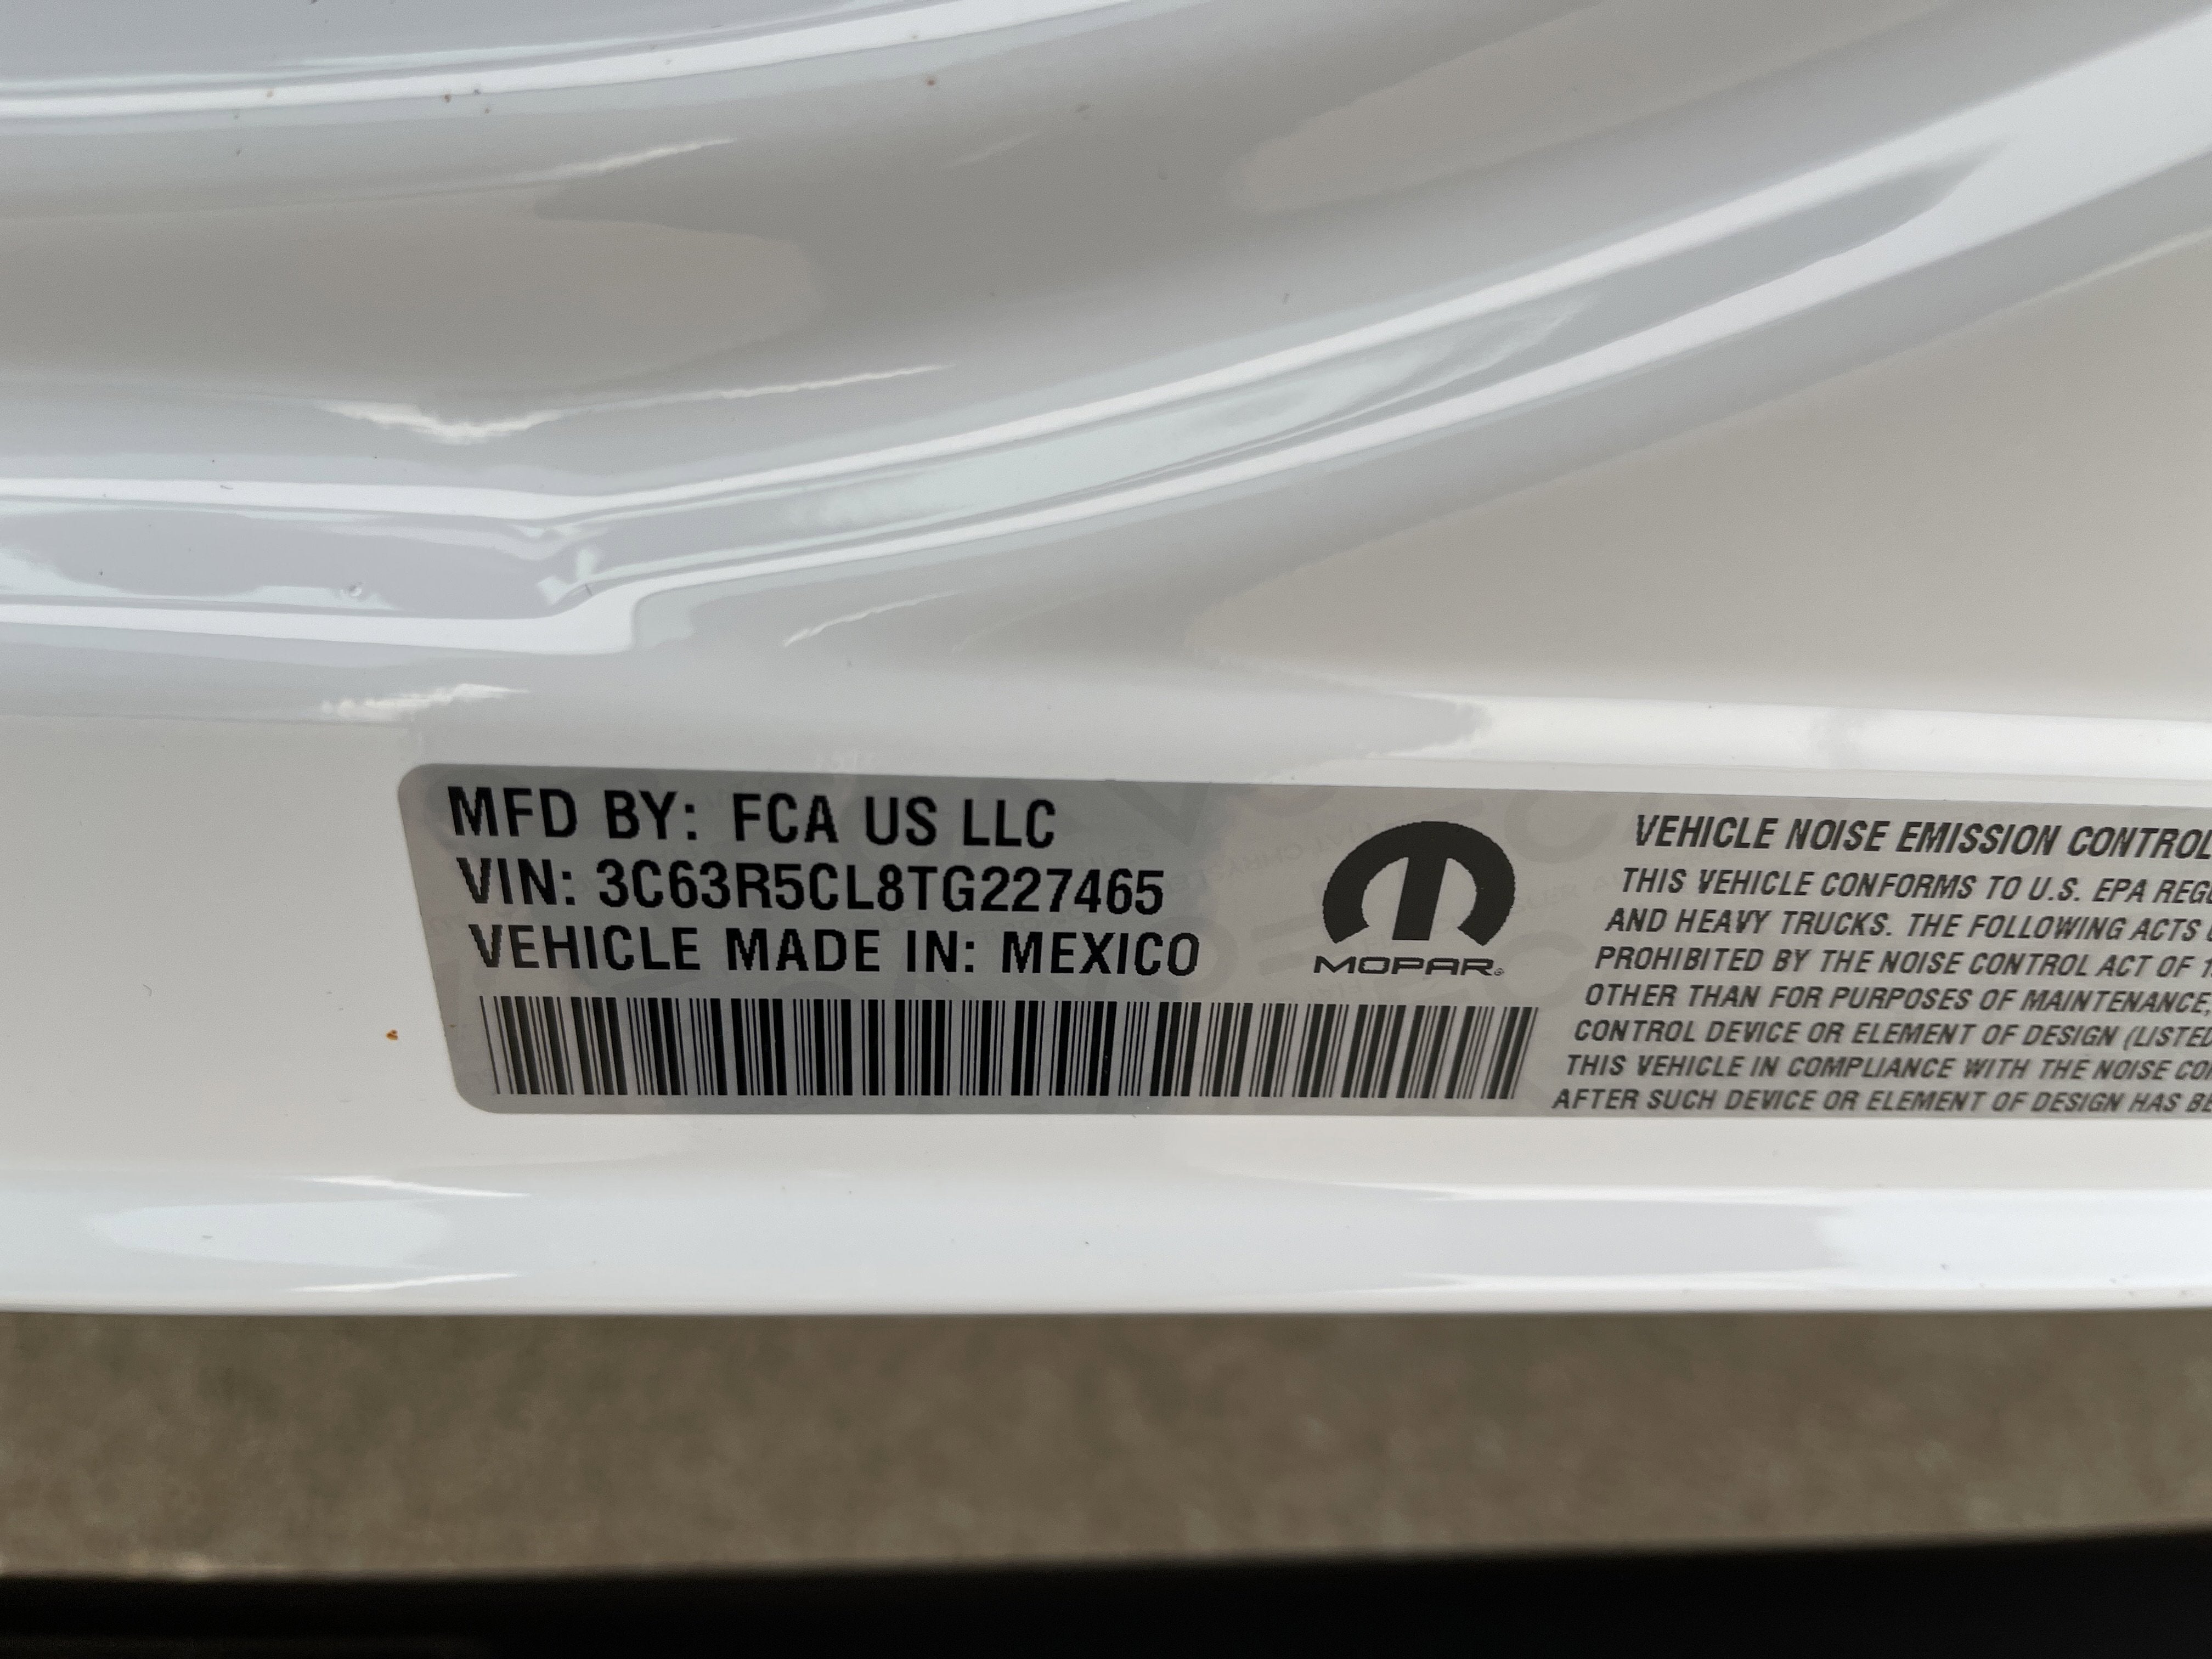 MFD BY: FCA US LLC
VIN: 3C63R5CL8TG227465
VEHICLE MADE IN: MEXICO
MOPAR®
VEHICLE NOISE EMISSION CONTROL
THIS VEHICLE CONFORMS TO U.S. EPA
AND HEAVY TRUCKS. THE FOLLOWING ACTS
PROHIBITED BY THE NOISE CONTROL ACT OF
OTHER THAN FOR PURPOSES OF MAINTENANCE,
CONTROL DEVICE OR ELEMENT OF DESIGN (LISTED
THIS VEHICLE IN COMPLIANCE WITH THE NOISE
AFTER SUCH DEVICE OR ELEMENT OF DESIGN HAS